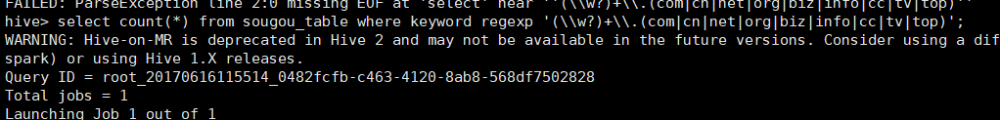 FAILED: ParseException line 2:0 missing EOF at 'select' near ''(\\w?)+\\.(com|cn|net|org|biz|info|cc|tv|top)''
hive> select count(*) from sougou_table where keyword regexp '(\\w?)+\\.(com|cn|net|org|biz|info|cc|tv|top)';
WARNING: Hive-on-MR is deprecated in Hive 2 and may not be available in the future versions. Consider using a dif
spark) or using Hive 1.X releases.
Query ID = root_20170616115514_0482fcfb-c463-4120-8ab8-568df7502828
Total jobs = 1
Launching Job 1 out of 1